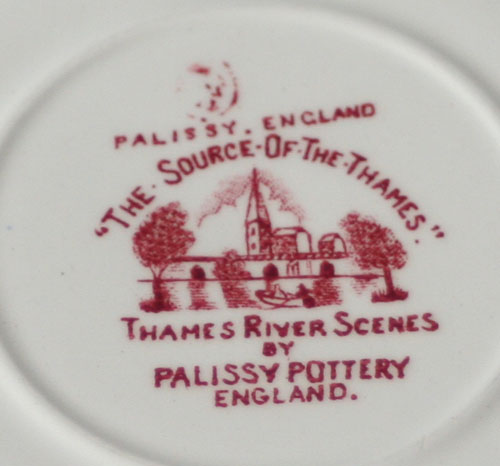 PALISSY. ENGLAND
"THE·SOURCE·OF·THE·THAMES."
THAMES RIVER SCENES
BY
PALISSY POTTERY
ENGLAND.